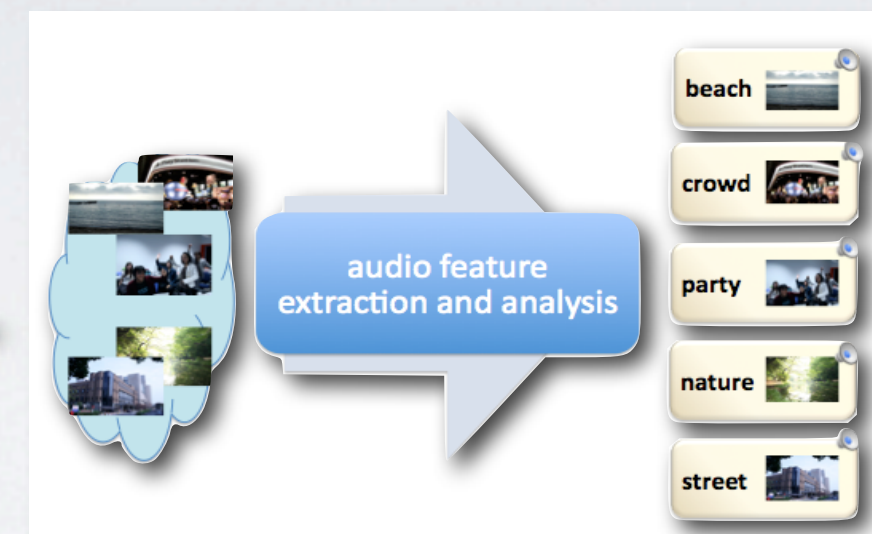 beach
crowd
audio feature
extraction and analysis
party
nature
street